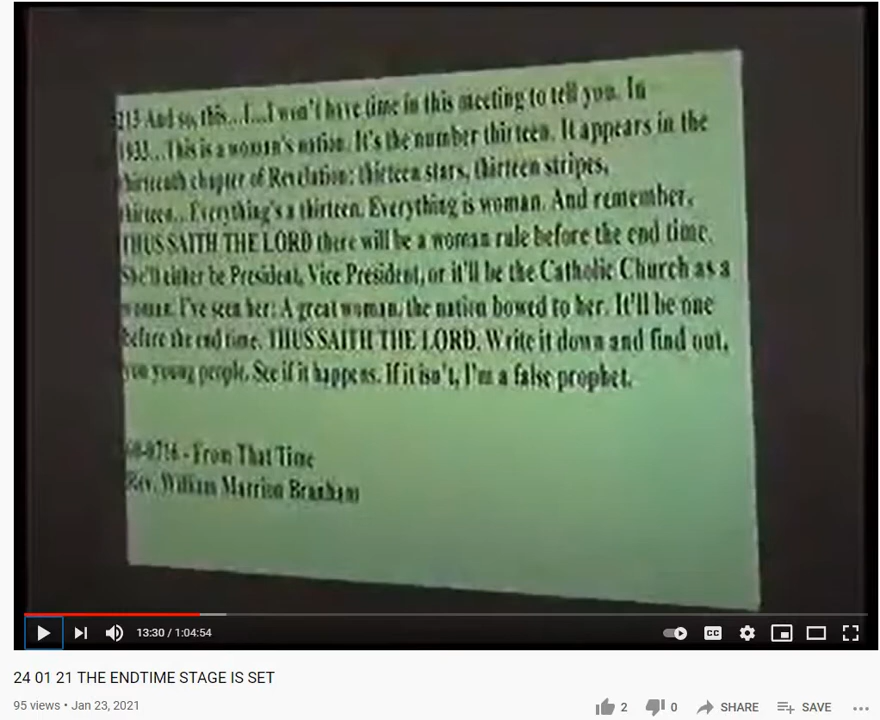 213 And so, this...I...I won't have time in this meeting to tell you. In
1933...This is a woman's nation. It's the number thirteen. It appears in the
thirteenth chapter of Revelation: thirteen stars, thirteen stripes,
thirteen... Everything's a thirteen. Everything is woman. And remember,
THUS SAITH THE LORD there will be a woman rule before the end time.
She'll either be President, Vice President, or it'll be the Catholic Church as a
woman. I've seen her: A great woman, the nation bowed to her. It'll be one
before the end time. THUS SAITH THE LORD. Write it down and find out,
you young people. See if it happens. If it isn't, I'm a false prophet.
60-0716 - From That Time
Rev. William Marrion Branham
13:30 / 1:04:54
CC
24 01 21 THE ENDTIME STAGE IS SET
95 views • Jan 23, 2021
2
0
SHARE
SAVE